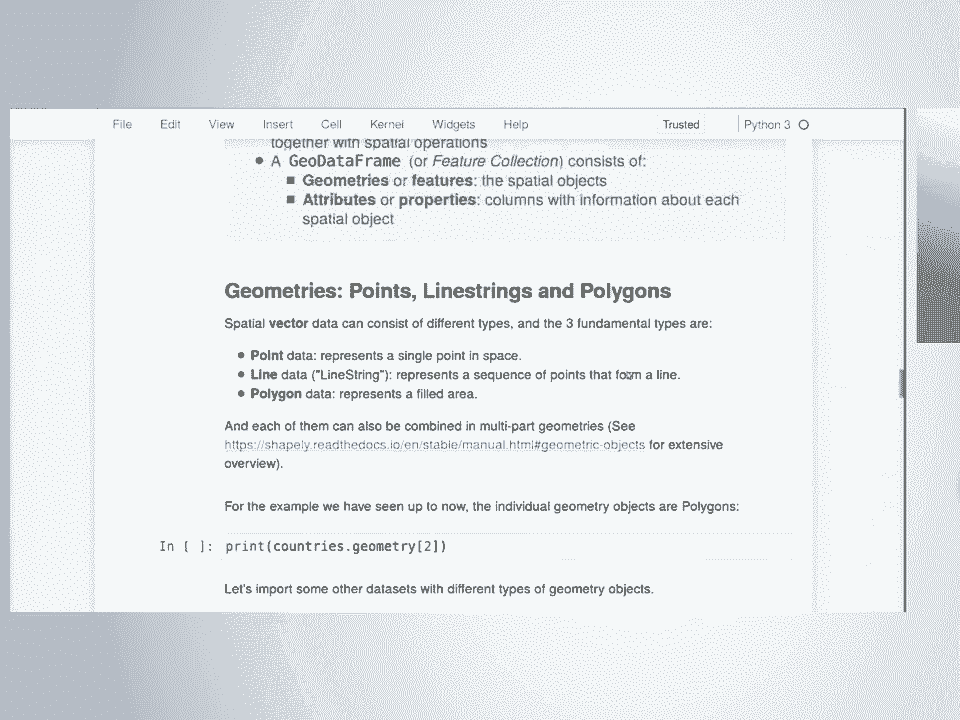 File Edit View Insert Cell Kernel Widgets Help Trusted Python 3
together with spatial operations
• A GeoDataFrame (or Feature Collection) consists of:
■ Geometries or features: the spatial objects
■ Attributes or properties: columns with information about each
spatial object
Geometries: Points, Linestrings and Polygons
Spatial vector data can consist of different types, and the 3 fundamental types are:
• Point data: represents a single point in space.
• Line data ("LineString"): represents a sequence of points that form a line.
• Polygon data: represents a filled area.
And each of them can also be combined in multi-part geometries (See
https://shapely.readthedocs.io/en/stable/manual.html#geometric-objects for extensive
overview).
For the example we have seen up to now, the individual geometry objects are Polygons:
In [ ]: print(countries.geometry[2])
Let's import some other datasets with different types of geometry objects.